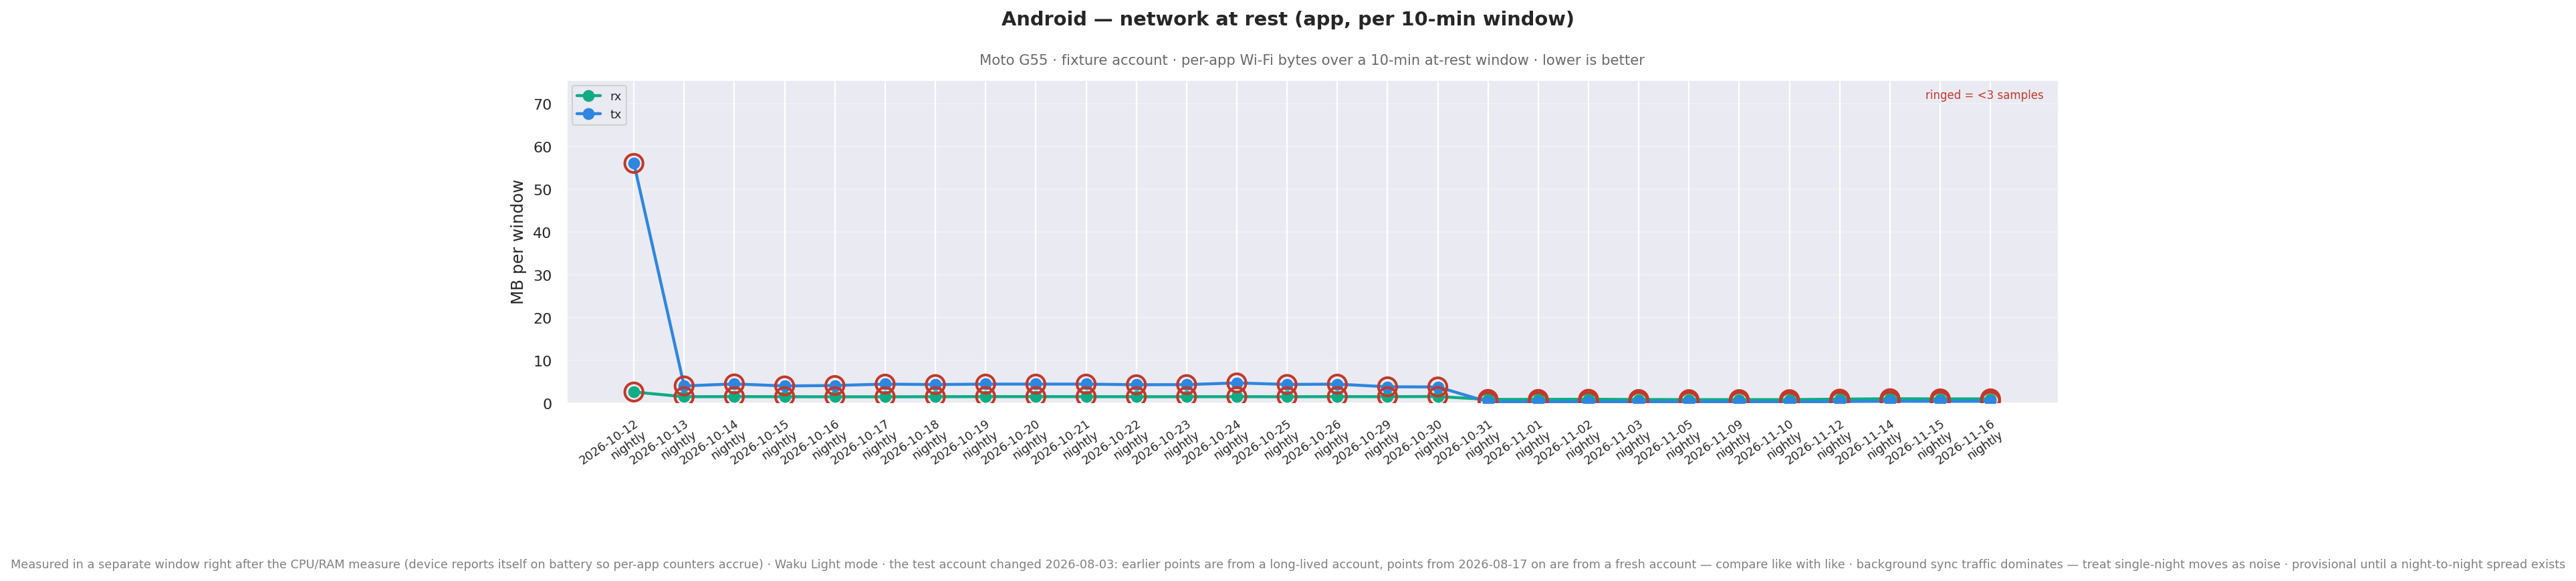 Android — network at rest (app, per 10-min window)
Moto G55 · fixture account · per-app Wi-Fi bytes over a 10-min at-rest window · lower is better
rx
tx
ringed = <3 samples
MB per window
70
60
50
40
30
20
10
0
2026-10-12
nightly
2026-10-13
nightly
2026-10-14
nightly
2026-10-15
nightly
2026-10-16
nightly
2026-10-17
nightly
2026-10-18
nightly
2026-10-19
nightly
2026-10-20
nightly
2026-10-21
nightly
2026-10-22
nightly
2026-10-23
nightly
2026-10-24
nightly
2026-10-25
nightly
2026-10-26
nightly
2026-10-29
nightly
2026-10-30
nightly
2026-10-31
nightly
2026-11-01
nightly
2026-11-02
nightly
2026-11-03
nightly
2026-11-05
nightly
2026-11-09
nightly
2026-11-10
nightly
2026-11-12
nightly
2026-11-14
nightly
2026-11-15
nightly
2026-11-16
nightly
Measured in a separate window right after the CPU/RAM measure (device reports itself on battery so per-app counters accrue) · Waku Light mode · the test account changed 2026-08-03: earlier points are from a long-lived account, points from 2026-08-17 on are from a fresh account — compare like with like · background sync traffic dominates — treat single-night moves as noise · provisional until a night-to-night spread exists